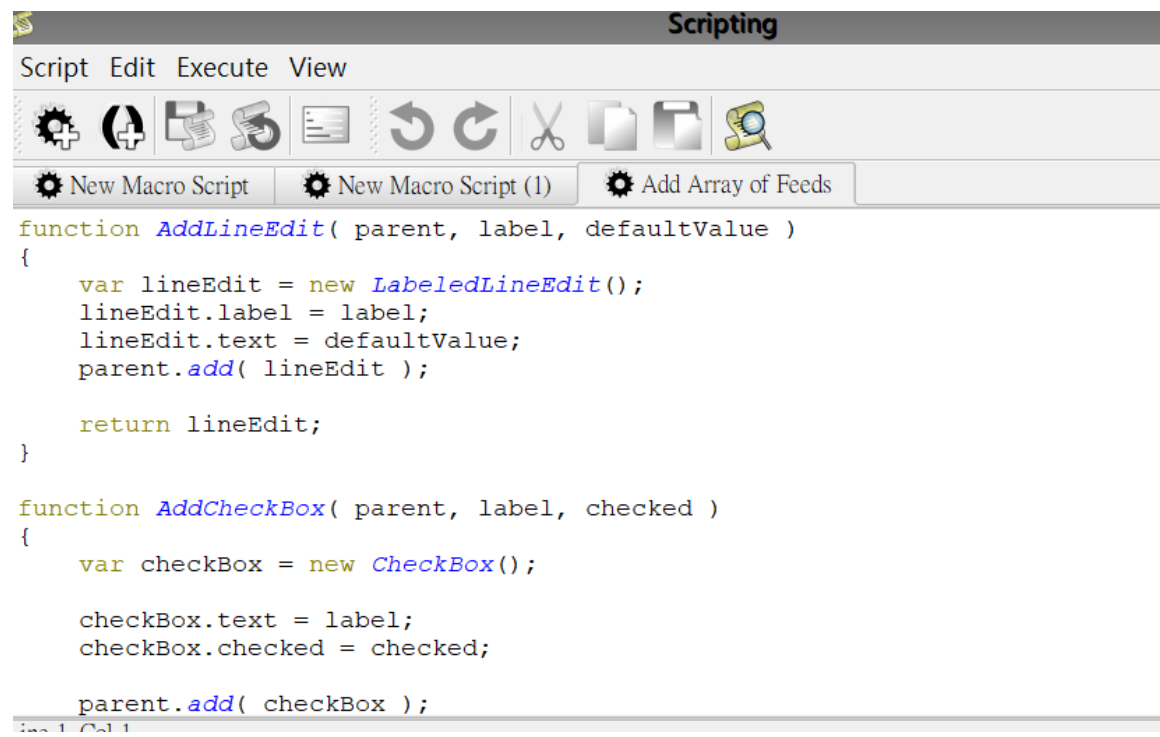 Scripting
Script Edit Execute View
New Macro Script New Macro Script (1) Add Array of Feeds
function AddLineEdit( parent, label, defaultValue )
{
    var lineEdit = new LabeledLineEdit();
    lineEdit.label = label;
    lineEdit.text = defaultValue;
    parent.add( lineEdit );

    return lineEdit;
}

function AddCheckBox( parent, label, checked )
{
    var checkBox = new CheckBox();

    checkBox.text = label;
    checkBox.checked = checked;

    parent.add( checkBox );